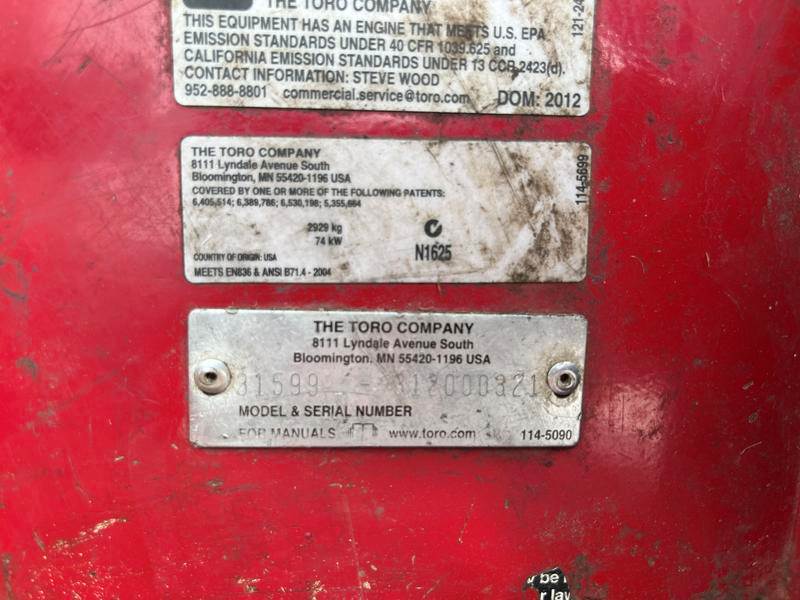 THE TORO COMPANY
THIS EQUIPMENT HAS AN ENGINE THAT MEETS U.S. EPA
EMISSION STANDARDS UNDER 40 CFR 1039.625 and
CALIFORNIA EMISSION STANDARDS UNDER 13 CCR 2423(d).
CONTACT INFORMATION: STEVE WOOD
952-888-8801 commercial.service@toro.com DOM: 2012
121-24
THE TORO COMPANY
8111 Lyndale Avenue South
Bloomington, MN 55420-1196 USA
COVERED BY ONE OR MORE OF THE FOLLOWING PATENTS:
6,405,514; 6,389,786; 6,530,198; 5,355,664
2929 kg
74 kW
N1625
COUNTRY OF ORIGIN: USA
MEETS EN836 & ANSI B71.4 - 2004
114-5699
THE TORO COMPANY
8111 Lyndale Avenue South
Bloomington, MN 55420-1196 USA
31599 - 312000321
MODEL & SERIAL NUMBER
FOR MANUALS www.toro.com 114-5090
be
r law